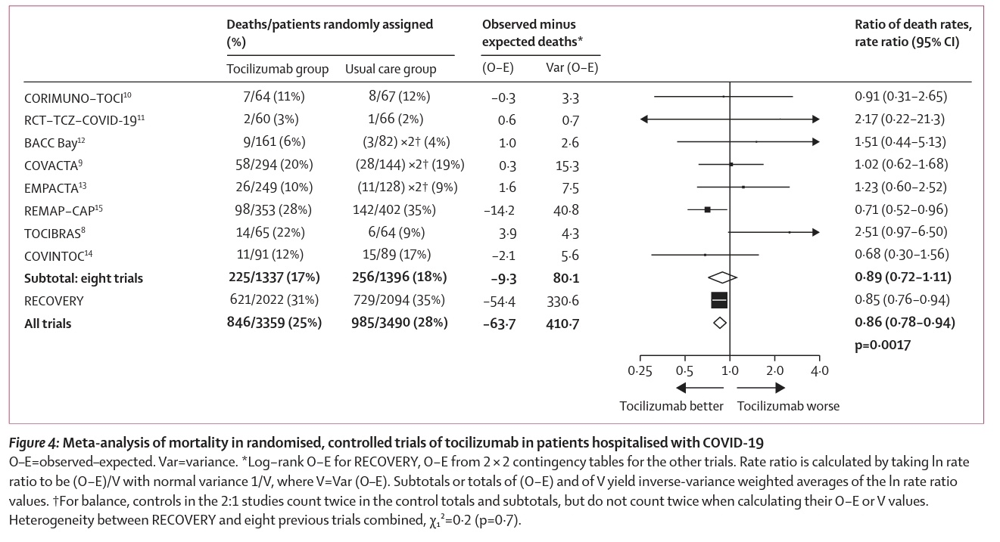 Deaths/patients randomly assigned (%) Observed minus expected deaths* Ratio of death rates, rate ratio (95% CI)
Tocilizumab group Usual care group (O–E) Var (O–E)
CORIMUNO–TOCI¹⁰ 7/64 (11%) 8/67 (12%) −0·3 3·3 0·91 (0·31–2·65)
RCT–TCZ–COVID-19¹¹ 2/60 (3%) 1/66 (2%) 0·6 0·7 2·17 (0·22–21·3)
BACC Bay¹² 9/161 (6%) (3/82) ×2† (4%) 1·0 2·6 1·51 (0·44–5·13)
COVACTA⁹ 58/294 (20%) (28/144) ×2† (19%) 0·3 15·3 1·02 (0·62–1·68)
EMPACTA¹³ 26/249 (10%) (11/128) ×2† (9%) 1·6 7·5 1·23 (0·60–2·52)
REMAP–CAP¹⁵ 98/353 (28%) 142/402 (35%) −14·2 40·8 0·71 (0·52–0·96)
TOCIBRAS⁸ 14/65 (22%) 6/64 (9%) 3·9 4·3 2·51 (0·97–6·50)
COVINTOC¹⁴ 11/91 (12%) 15/89 (17%) −2·1 5·6 0·68 (0·30–1·56)
Subtotal: eight trials 225/1337 (17%) 256/1396 (18%) −9·3 80·1 0·89 (0·72–1·11)
RECOVERY 621/2022 (31%) 729/2094 (35%) −54·4 330·6 0·85 (0·76–0·94)
All trials 846/3359 (25%) 985/3490 (28%) −63·7 410·7 0·86 (0·78–0·94)
p=0·0017
0·25 0·5 1·0 2·0 4·0
Tocilizumab better Tocilizumab worse
Figure 4: Meta-analysis of mortality in randomised, controlled trials of tocilizumab in patients hospitalised with COVID-19
O–E=observed–expected. Var=variance. *Log–rank O–E for RECOVERY, O–E from 2 × 2 contingency tables for the other trials. Rate ratio is calculated by taking ln rate
ratio to be (O–E)/V with normal variance 1/V, where V=Var (O–E). Subtotals or totals of (O–E) and of V yield inverse-variance weighted averages of the ln rate ratio
values. †For balance, controls in the 2:1 studies count twice in the control totals and subtotals, but do not count twice when calculating their O–E or V values.
Heterogeneity between RECOVERY and eight previous trials combined, χ₁²=0·2 (p=0·7).